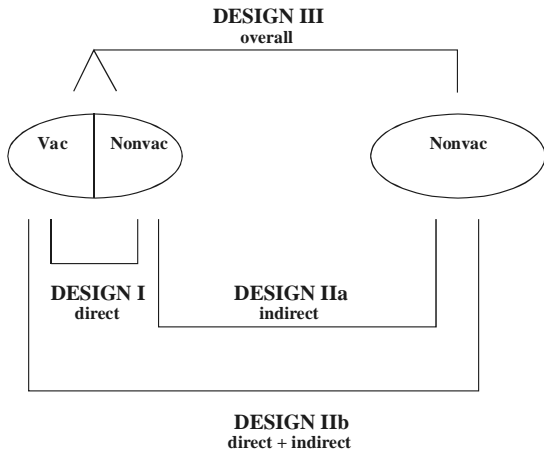 DESIGN III
overall
Vac
Nonvac
Nonvac
DESIGN I
direct
DESIGN IIa
indirect
DESIGN IIb
direct + indirect